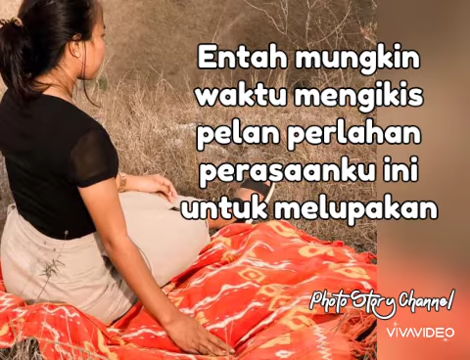 Entah mungkin
waktu mengikis
pelan perlahan
perasaanku ini
untuk melupakan
Photo Story Channel
VIVAVIDEO